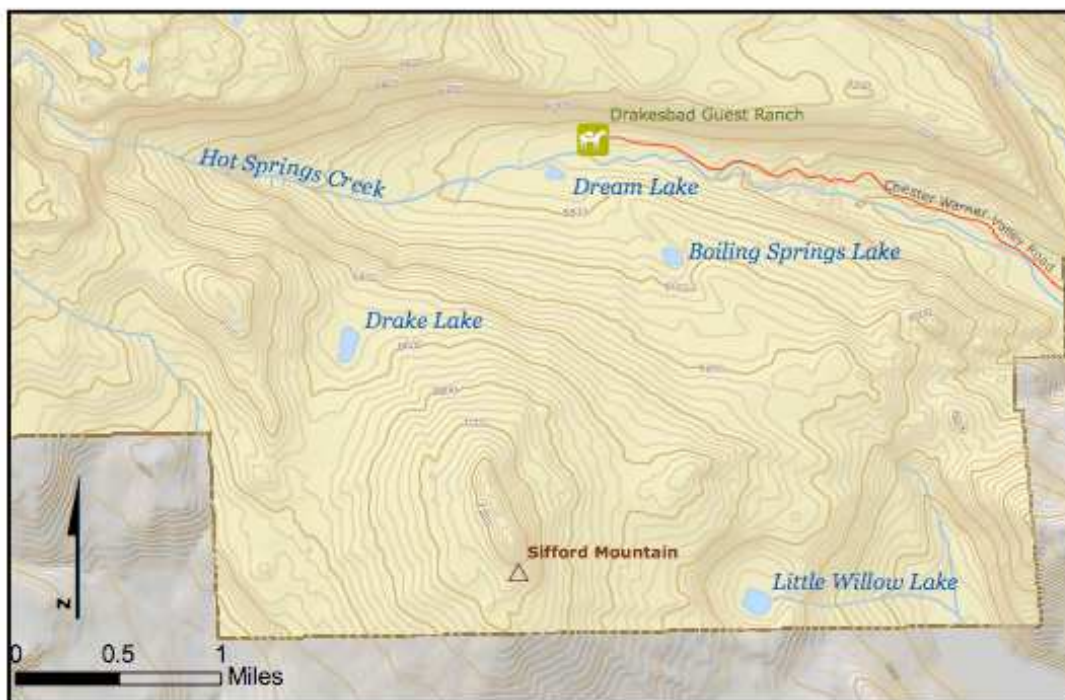 Drakesbad Guest Ranch
Hot Springs Creek
Dream Lake
Chester Warner Valley Road
Boiling Springs Lake
Drake Lake
Sifford Mountain
Little Willow Lake
N
0 0.5 1
Miles